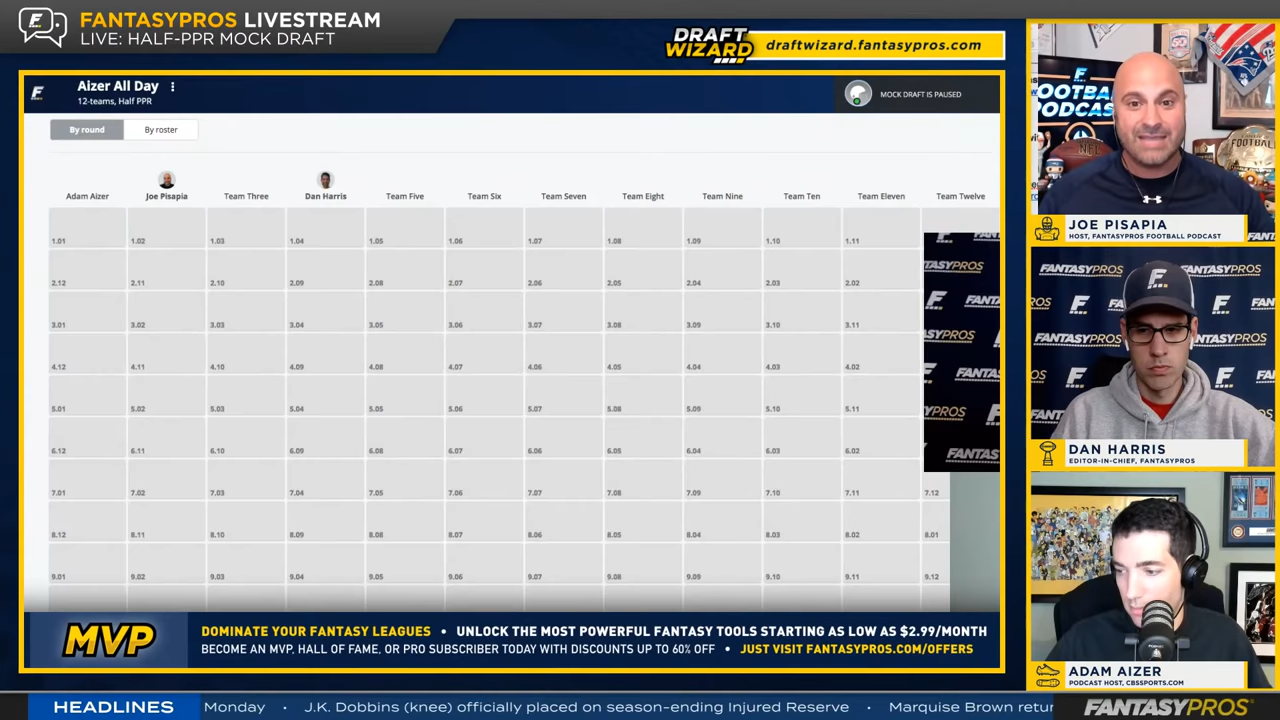 FANTASYPROS LIVESTREAM
LIVE: HALF-PPR MOCK DRAFT
DRAFT WIZARD
draftwizard.fantasypros.com
Aizer All Day
12-teams, Half PPR
MOCK DRAFT IS PAUSED
By round By roster
Adam Aizer Joe Pisapia Team Three Dan Harris Team Five Team Six Team Seven Team Eight Team Nine Team Ten Team Eleven Team Twelve
1.01 1.02 1.03 1.04 1.05 1.06 1.07 1.08 1.09 1.10 1.11
2.12 2.11 2.10 2.09 2.08 2.07 2.06 2.05 2.04 2.03 2.02
3.01 3.02 3.03 3.04 3.05 3.06 3.07 3.08 3.09 3.10 3.11
4.12 4.11 4.10 4.09 4.08 4.07 4.06 4.05 4.04 4.03 4.02
5.01 5.02 5.03 5.04 5.05 5.06 5.07 5.08 5.09 5.10 5.11
6.12 6.11 6.10 6.09 6.08 6.07 6.06 6.05 6.04 6.03 6.02
7.01 7.02 7.03 7.04 7.05 7.06 7.07 7.08 7.09 7.10 7.11 7.12
8.12 8.11 8.10 8.09 8.08 8.07 8.06 8.05 8.04 8.03 8.02 8.01
9.01 9.02 9.03 9.04 9.05 9.06 9.07 9.08 9.09 9.10 9.11 9.12
JOE PISAPIA
HOST, FANTASYPROS FOOTBALL PODCAST
FANTASYPROS
DAN HARRIS
EDITOR-IN-CHIEF, FANTASYPROS
ADAM AIZER
PODCAST HOST, CBSSPORTS.COM
MVP
DOMINATE YOUR FANTASY LEAGUES • UNLOCK THE MOST POWERFUL FANTASY TOOLS STARTING AS LOW AS $2.99/MONTH
BECOME AN MVP, HALL OF FAME, OR PRO SUBSCRIBER TODAY WITH DISCOUNTS UP TO 60% OFF • JUST VISIT FANTASYPROS.COM/OFFERS
HEADLINES Monday • J.K. Dobbins (knee) officially placed on season-ending Injured Reserve • Marquise Brown retur FANTASYPROS